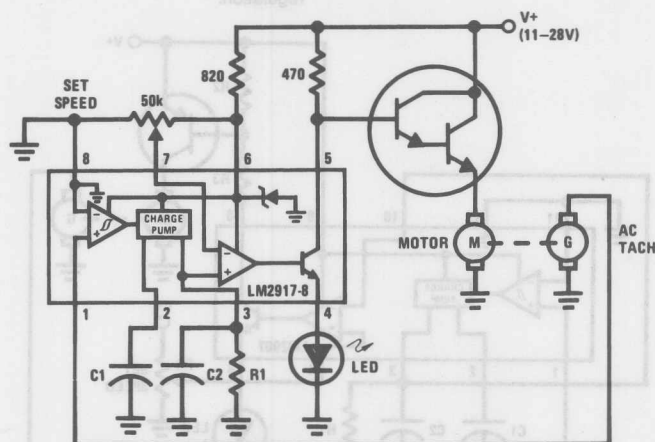 V+
(11–28V)
820
470
SET
SPEED
50k
8
7
6
5
CHARGE
PUMP
MOTOR
M
G
AC
TACH
LM2917-8
1
2
3
4
C1
C2
R1
LED